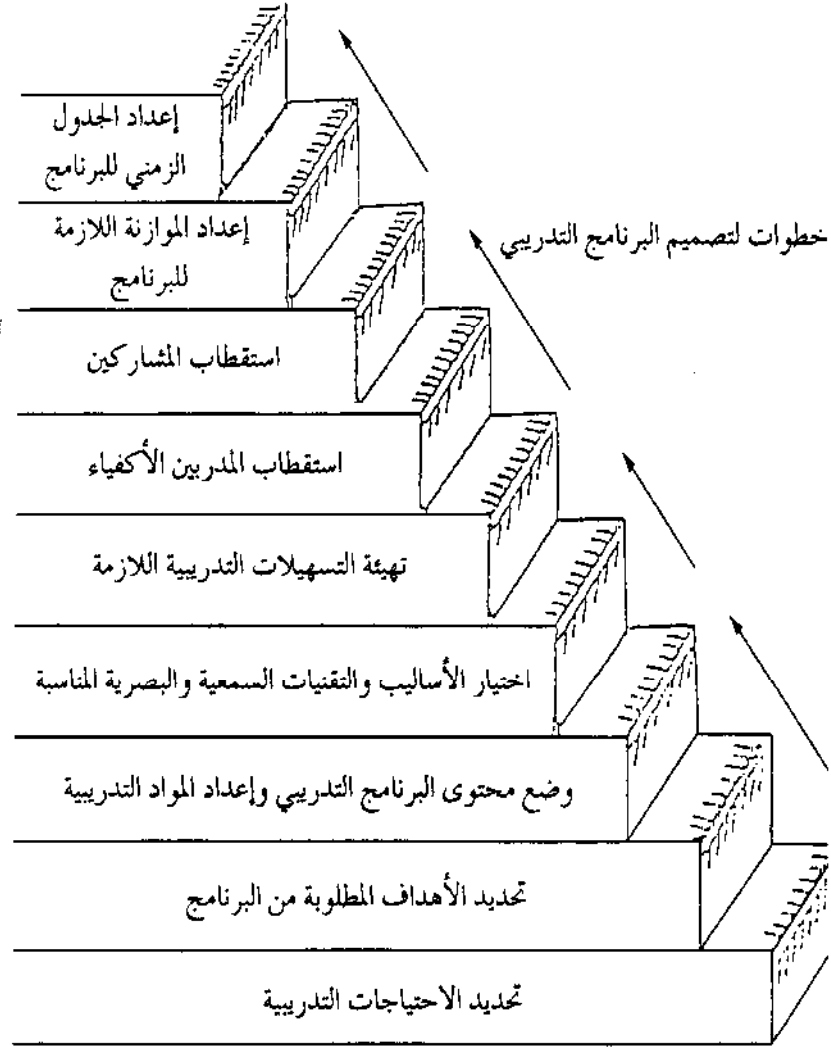 إعداد الجدول
الزمني للبرنامج
إعداد الموازنة اللازمة
للبرنامج
خطوات لتصميم البرنامج التدريبي
استقطاب المشاركين
استقطاب المدربين الأكفياء
تهيئة التسهيلات التدريبية اللازمة
اختيار الأساليب والتقنيات السمعية والبصرية المناسبة
وضع محتوى البرنامج التدريبي وإعداد المواد التدريبية
تحديد الأهداف المطلوبة من البرنامج
تحديد الاحتياجات التدريبية